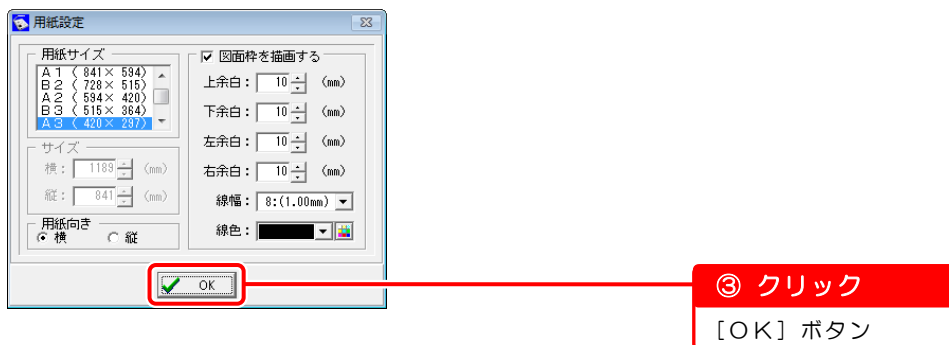 用紙設定
用紙サイズ
A1 ( 841× 594)
B2 ( 728× 515)
A2 ( 594× 420)
B3 ( 515× 364)
A3 ( 420× 297)
サイズ
横： 1189 (mm)
縦： 841 (mm)
用紙向き
横 縦
図面枠を描画する
上余白： 10 (mm)
下余白： 10 (mm)
左余白： 10 (mm)
右余白： 10 (mm)
線幅： 8:(1.00mm)
線色：
OK
③ クリック
［ＯＫ］ボタン